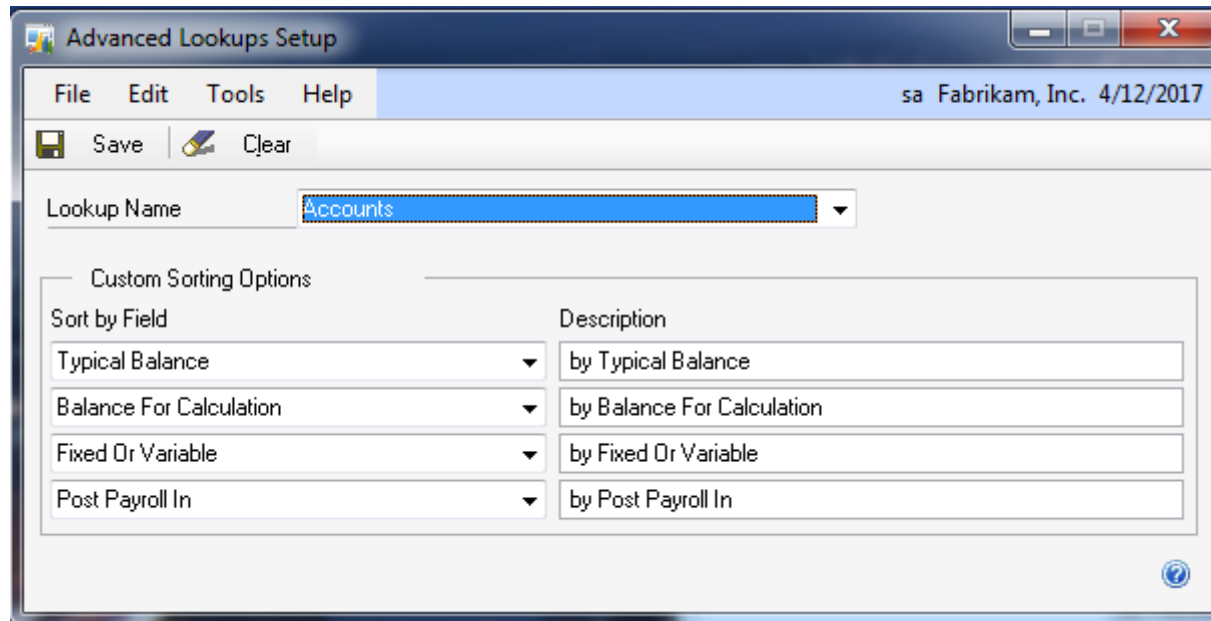 Advanced Lookups Setup
File Edit Tools Help sa Fabrikam, Inc. 4/12/2017
Save Clear
Lookup Name Accounts
Custom Sorting Options
Sort by Field Description
Typical Balance by Typical Balance
Balance For Calculation by Balance For Calculation
Fixed Or Variable by Fixed Or Variable
Post Payroll In by Post Payroll In